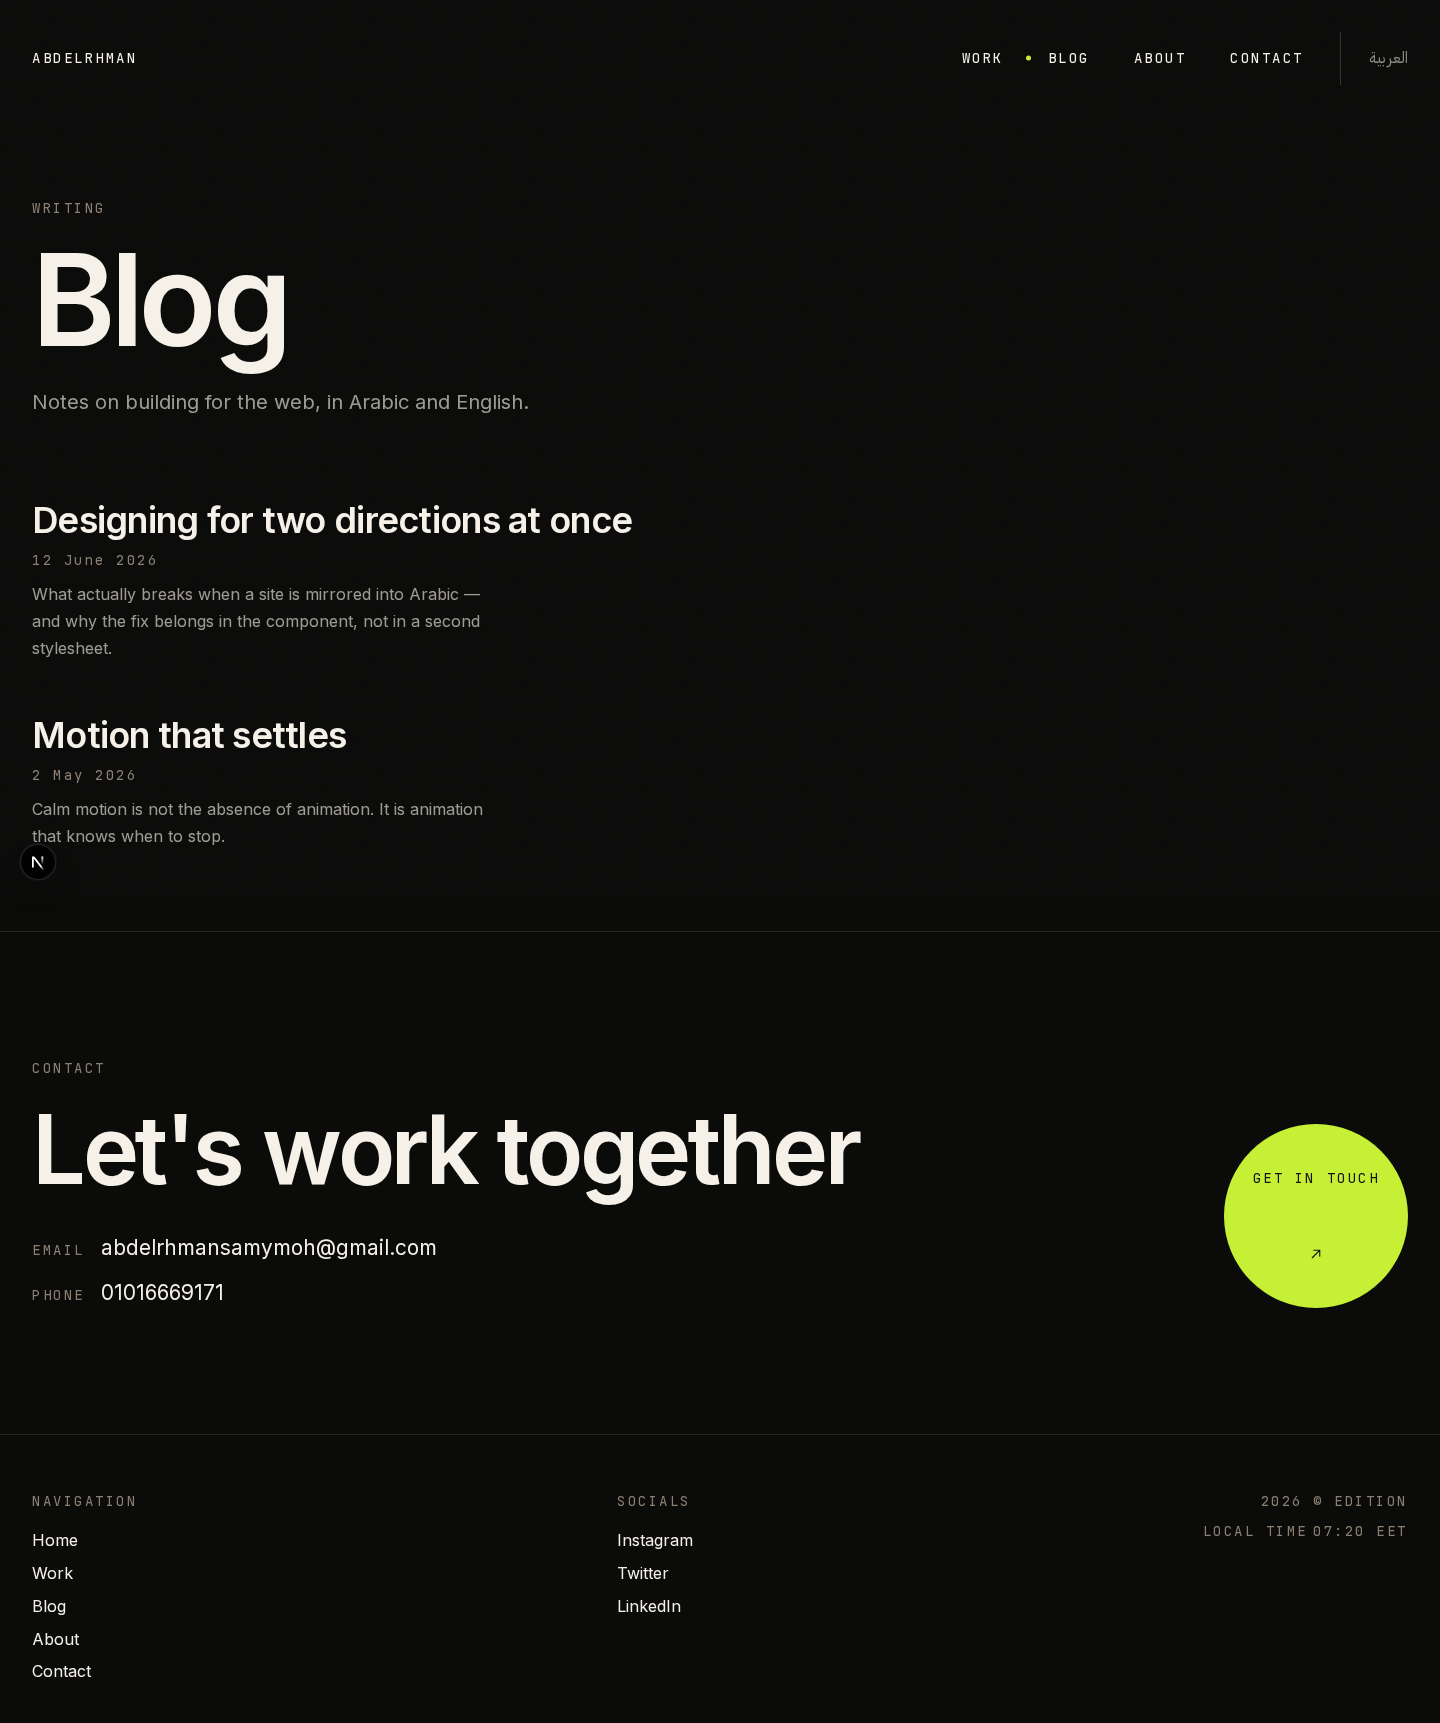 ABDELRHMAN
WORK BLOG ABOUT CONTACT العربية
WRITING
Blog
Notes on building for the web, in Arabic and English.
Designing for two directions at once
12 June 2026
What actually breaks when a site is mirrored into Arabic —
and why the fix belongs in the component, not in a second
stylesheet.
Motion that settles
2 May 2026
Calm motion is not the absence of animation. It is animation
that knows when to stop.
N
CONTACT
Let's work together
GET IN TOUCH
↗
EMAIL abdelrhmansamymoh@gmail.com
PHONE 01016669171
NAVIGATION
Home
Work
Blog
About
Contact
SOCIALS
Instagram
Twitter
LinkedIn
2026 © EDITION
LOCAL TIME 07:20 EET